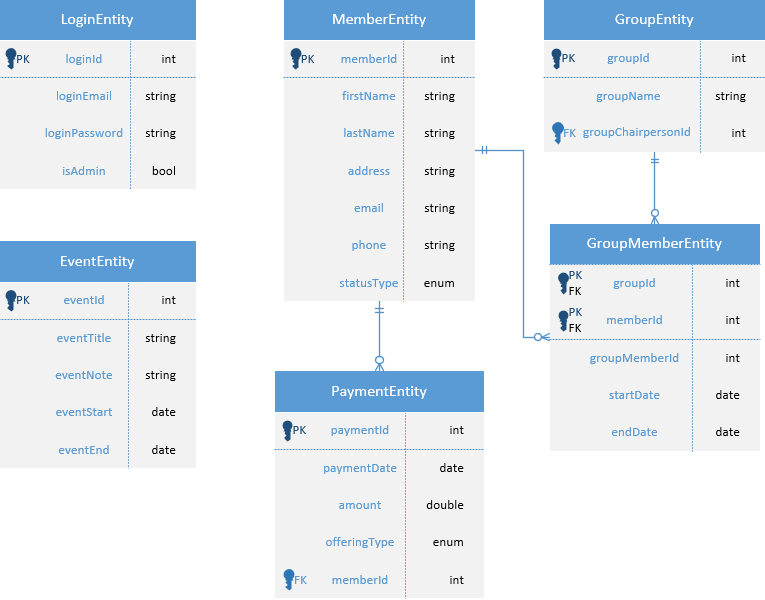 LoginEntity
PK loginId int
loginEmail string
loginPassword string
isAdmin bool
MemberEntity
PK memberId int
firstName string
lastName string
address string
email string
phone string
statusType enum
GroupEntity
PK groupId int
groupName string
FK groupChairpersonId int
EventEntity
PK eventId int
eventTitle string
eventNote string
eventStart date
eventEnd date
PaymentEntity
PK paymentId int
paymentDate date
amount double
offeringType enum
FK memberId int
GroupMemberEntity
PK
FK groupId int
PK
FK memberId int
groupMemberId int
startDate date
endDate date